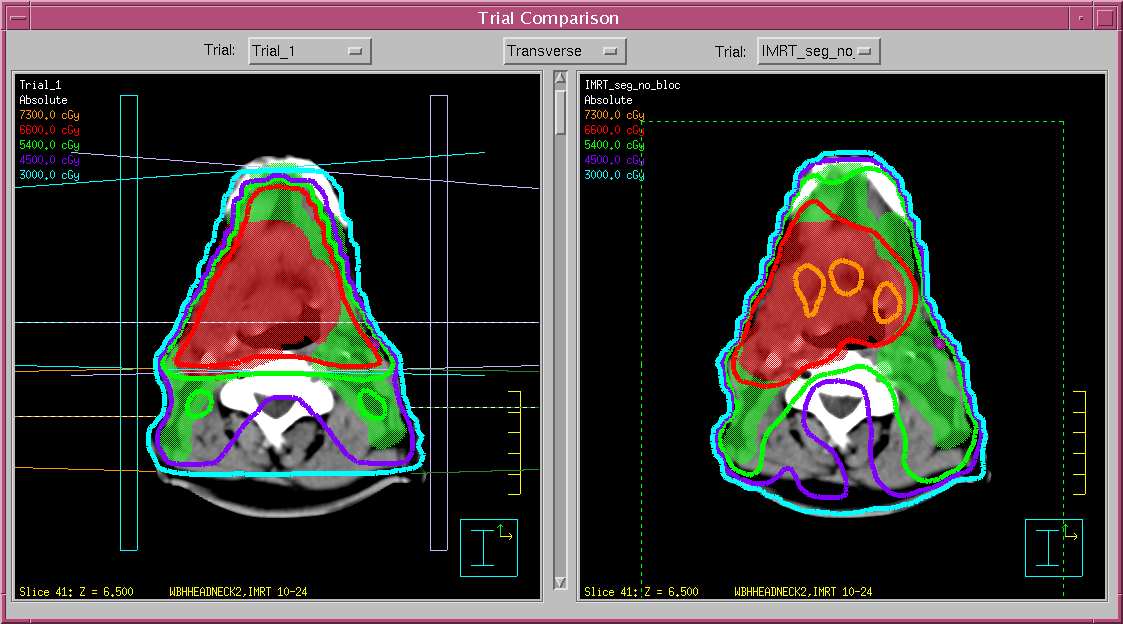 Trial Comparison
Trial: Trial_1 Transverse Trial: IMRT_seg_no
Trial_1
Absolute
7300.0 cGy
6600.0 cGy
5400.0 cGy
4500.0 cGy
3000.0 cGy
Slice 41: Z = 6.500 WBHHEADNECK2,IMRT 10-24
IMRT_seg_no_bloc
Absolute
7300.0 cGy
6600.0 cGy
5400.0 cGy
4500.0 cGy
3000.0 cGy
Slice 41: Z = 6.500 WBHHEADNECK2,IMRT 10-24